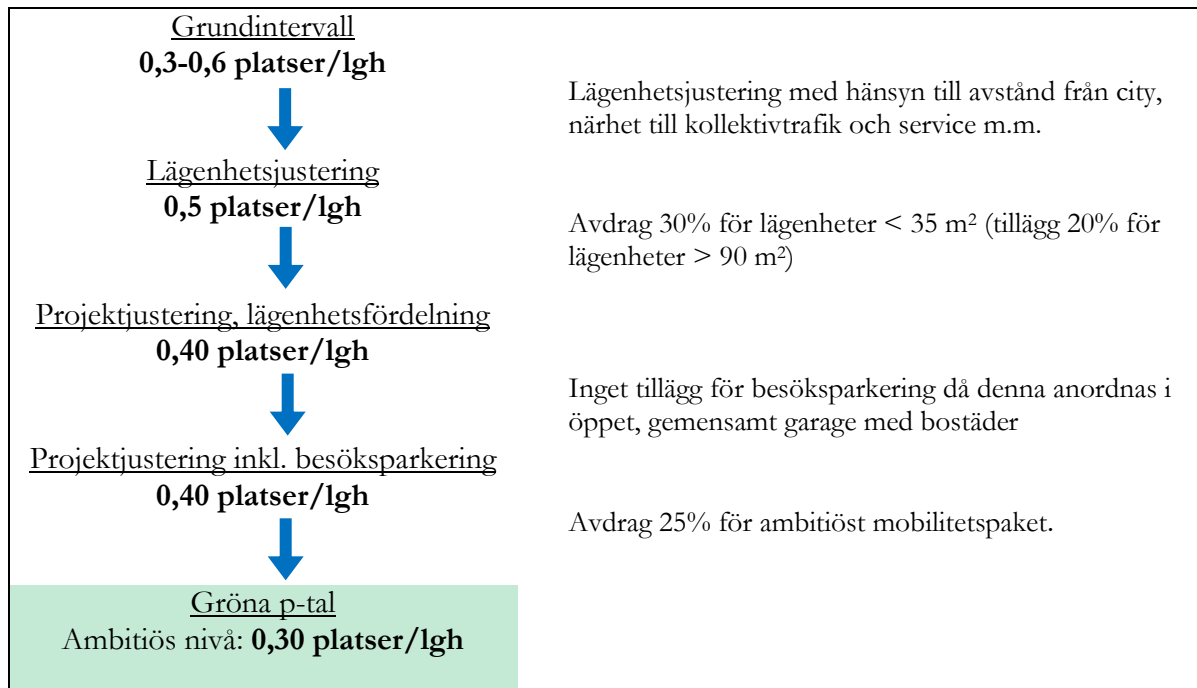 Grundintervall
0,3-0,6 platser/lgh
Lägenhetsjustering med hänsyn till avstånd från city,
närhet till kollektivtrafik och service m.m.
Lägenhetsjustering
0,5 platser/lgh
Avdrag 30% för lägenheter < 35 m² (tillägg 20% för
lägenheter > 90 m²)
Projektjustering, lägenhetsfördelning
0,40 platser/lgh
Inget tillägg för besöksparkering då denna anordnas i
öppet, gemensamt garage med bostäder
Projektjustering inkl. besöksparkering
0,40 platser/lgh
Avdrag 25% för ambitiöst mobilitetspaket.
Gröna p-tal
Ambitiös nivå: 0,30 platser/lgh